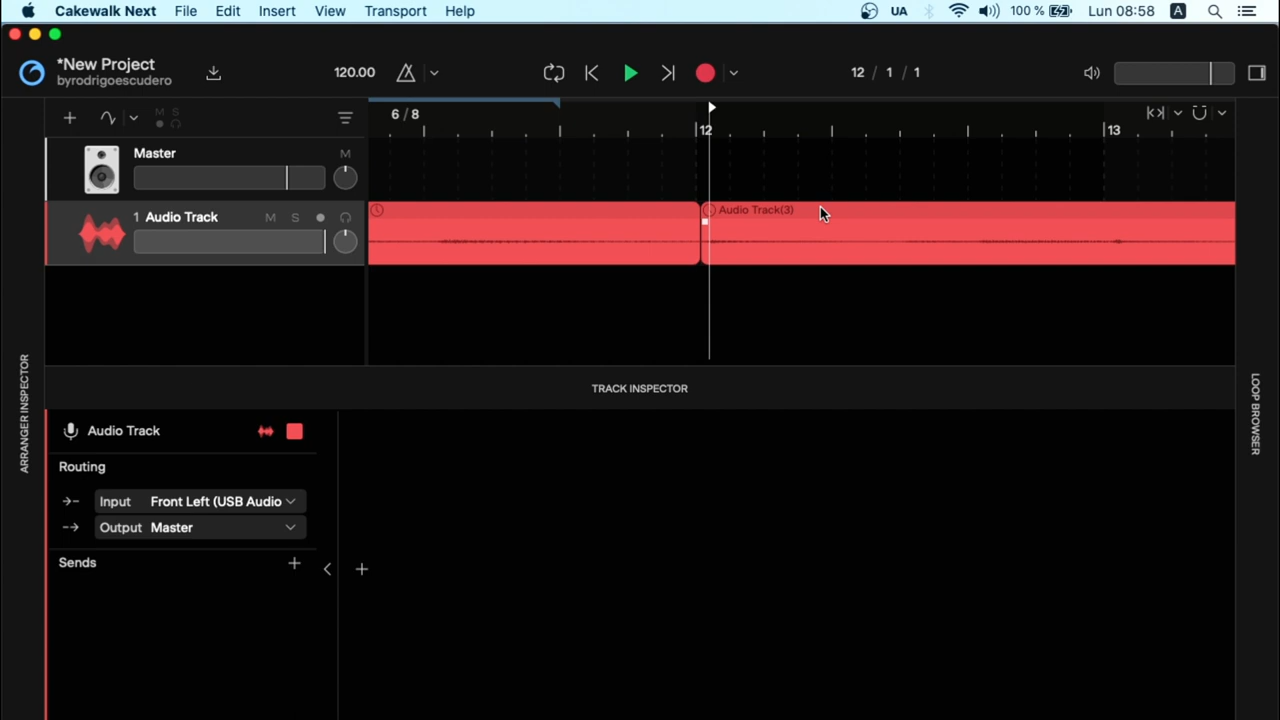 Cakewalk Next File Edit Insert View Transport Help UA 100 % Lun 08:58 A
*New Project
byrodrigoescudero
120.00
12 / 1 / 1
M S
6 / 8
12
13
Master
M
1 Audio Track
M S
Audio Track(3)
ARRANGER INSPECTOR
LOOP BROWSER
TRACK INSPECTOR
Audio Track
Routing
Input Front Left (USB Audio
Output Master
Sends